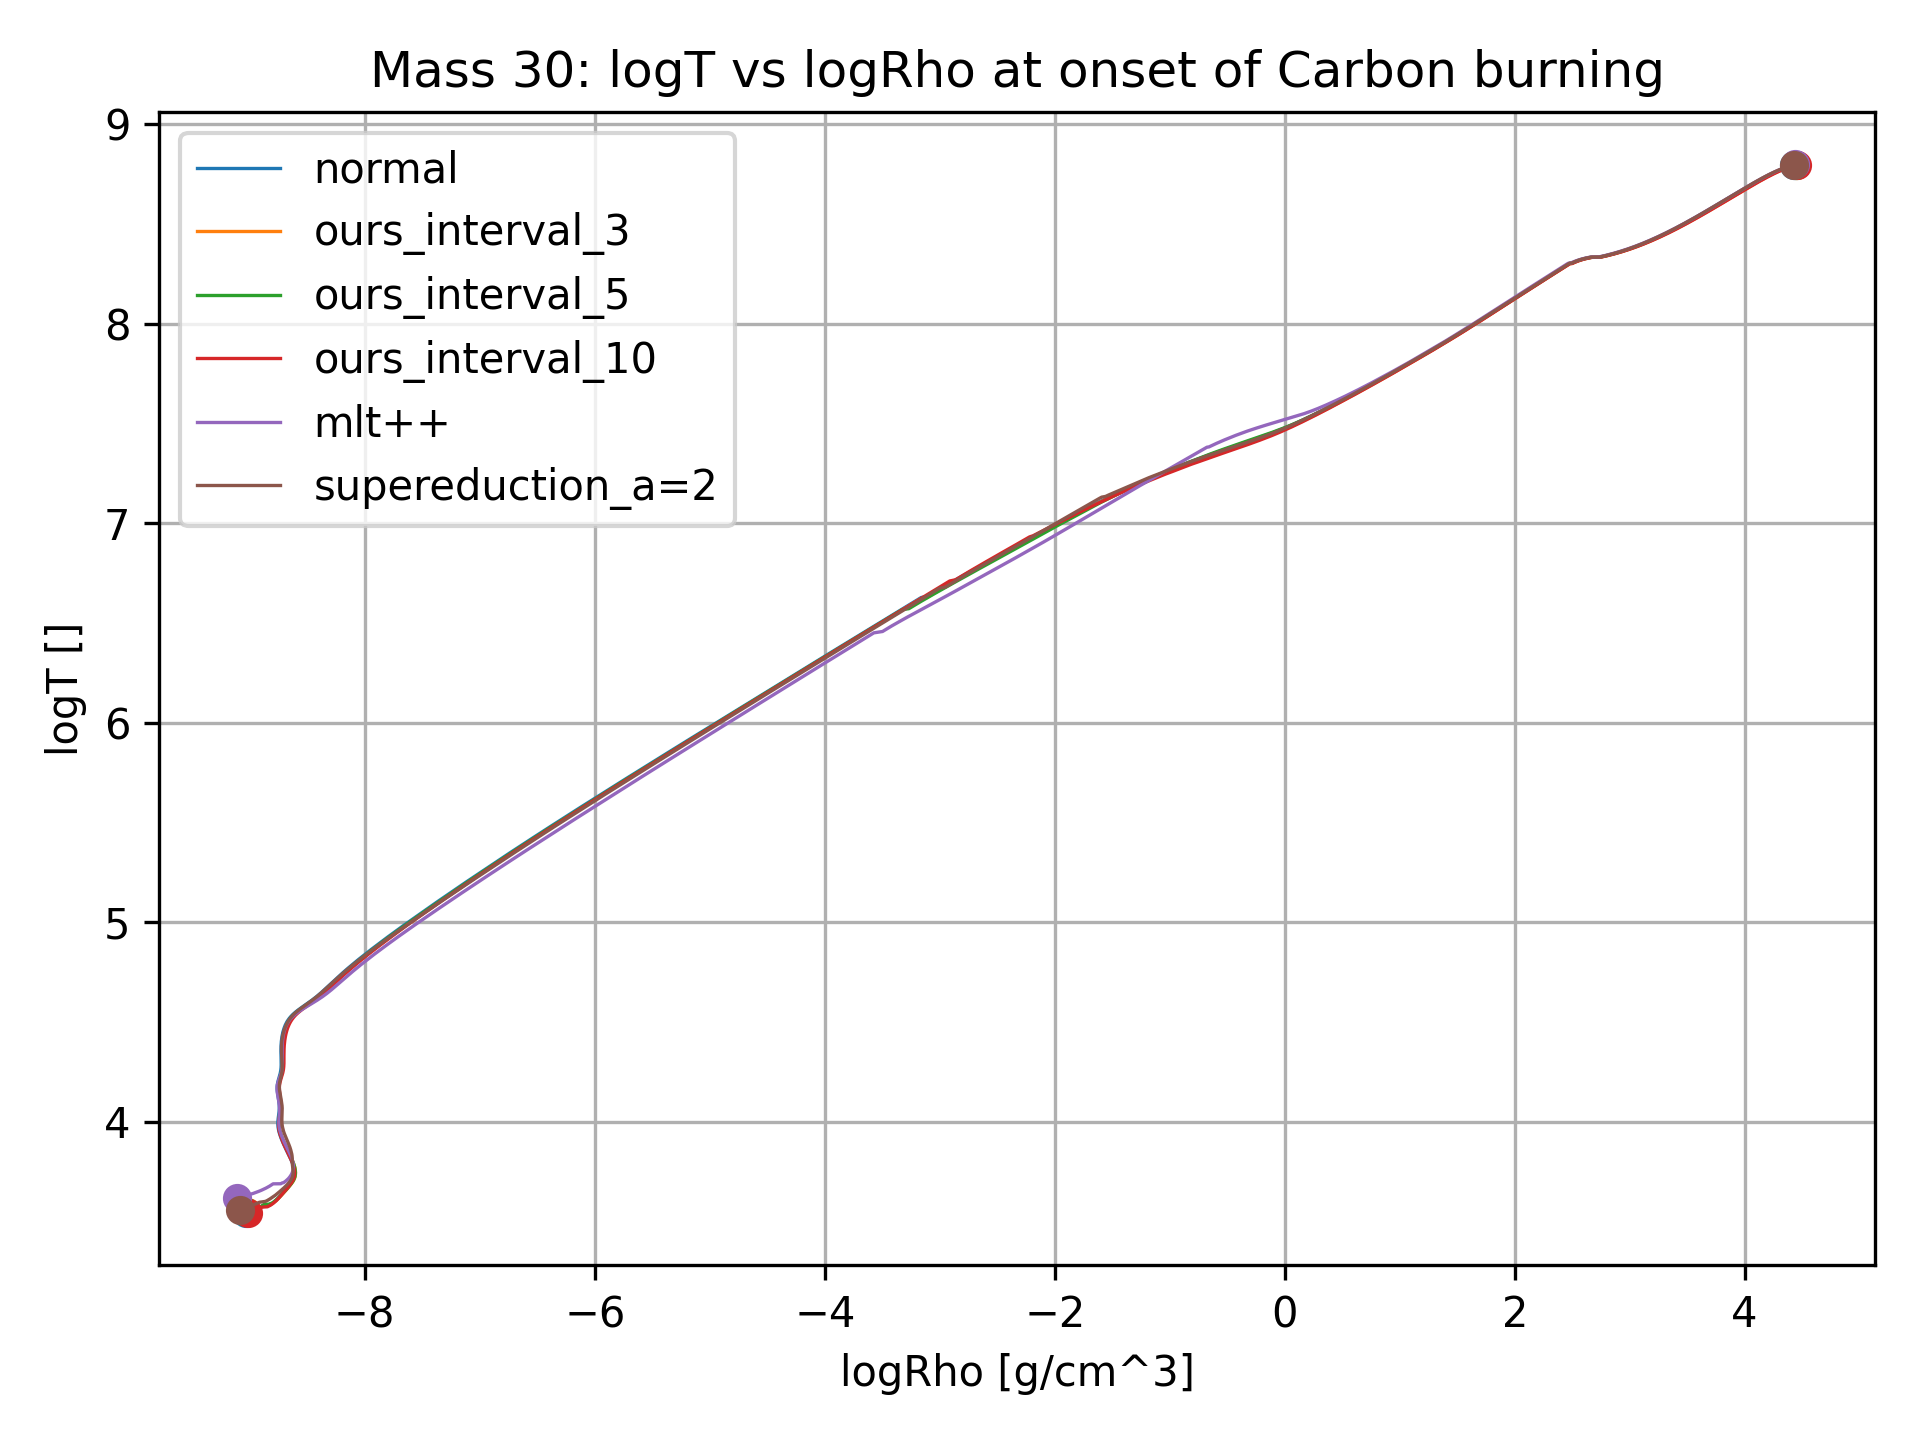 Mass 30: logT vs logRho at onset of Carbon burning
9
8
7
6
5
4
logT []
normal
ours_interval_3
ours_interval_5
ours_interval_10
mlt++
supereduction_a=2
−8 −6 −4 −2 0 2 4
logRho [g/cm^3]